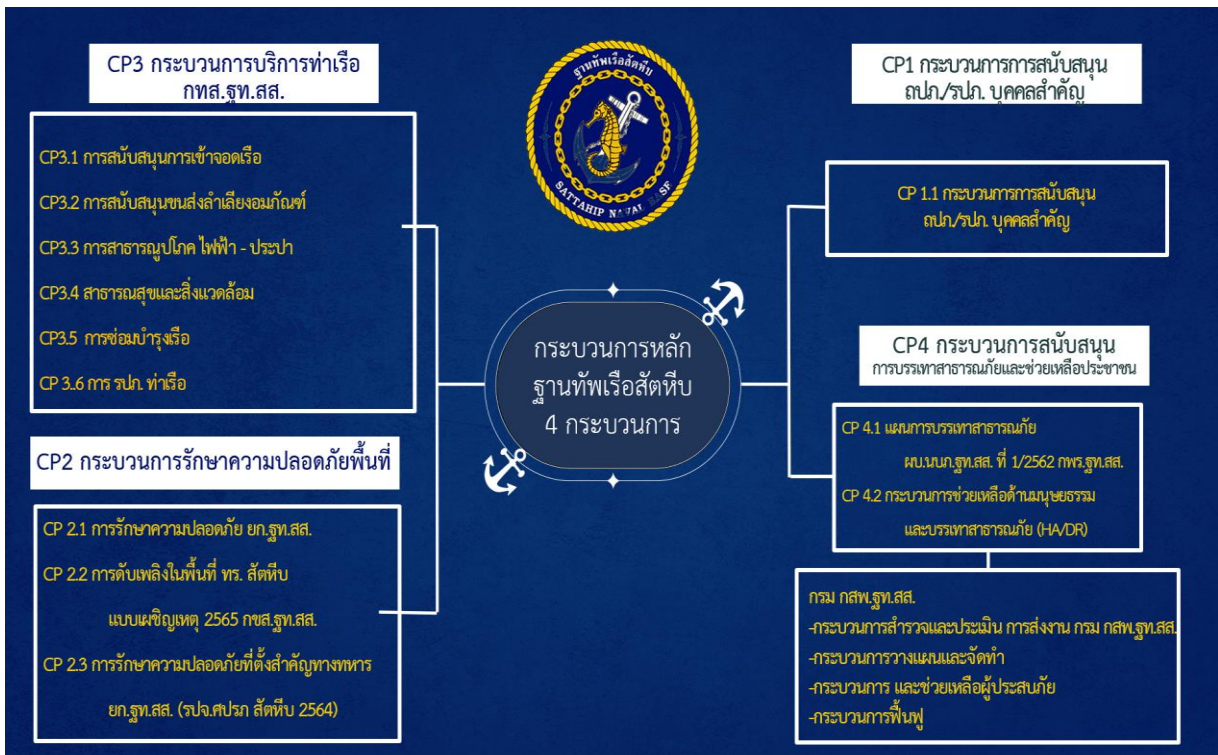 CP3 กระบวนการบริการท่าเรือ
กทส.ฐท.สส.
CP3.1 การสนับสนุนการเข้าจอดเรือ
CP3.2 การสนับสนุนขนส่งลำเลียงอมภัณฑ์
CP3.3 การสาธารณูปโภค ไฟฟ้า - ประปา
CP3.4 สาธารณสุขและสิ่งแวดล้อม
CP3.5 การซ่อมบำรุงเรือ
CP 3..6 การ รปภ. ท่าเรือ
CP2 กระบวนการรักษาความปลอดภัยพื้นที่
CP 2.1 การรักษาความปลอดภัย ยก.ฐท.สส.
CP 2.2 การดับเพลิงในพื้นที่ ทร. สัตหีบ
แบบเผชิญเหตุ 2565 กขส.ฐท.สส.
CP 2.3 การรักษาความปลอดภัยที่ตั้งสำคัญทางทหาร
ยก.ฐท.สส. (รปจ.ศปรภ สัตหีบ 2564)
ฐานทัพเรือสัตหีบ
SATTAHIP NAVAL BASE
กระบวนการหลัก
ฐานทัพเรือสัตหีบ
4 กระบวนการ
CP1 กระบวนการการสนับสนุน
ถปภ./รปภ. บุคคลสำคัญ
CP 1.1 กระบวนการการสนับสนุน
ถปภ./รปภ. บุคคลสำคัญ
CP4 กระบวนการสนับสนุน
การบรรเทาสาธารณภัยและช่วยเหลือประชาชน
CP 4.1 แผนการบรรเทาสาธารณภัย
ผบ.นบภ.ฐท.สส. ที่ 1/2562 กพร.ฐท.สส.
CP 4.2 กระบวนการช่วยเหลือด้านมนุษยธรรม
และบรรเทาสาธารณภัย (HA/DR)
กรม กสพ.ฐท.สส.
-กระบวนการสำรวจและประเมิน การส่งงาน กรม กสพ.ฐท.สส.
-กระบวนการวางแผนและจัดทำ
-กระบวนการ และช่วยเหลือผู้ประสบภัย
-กระบวนการฟื้นฟู